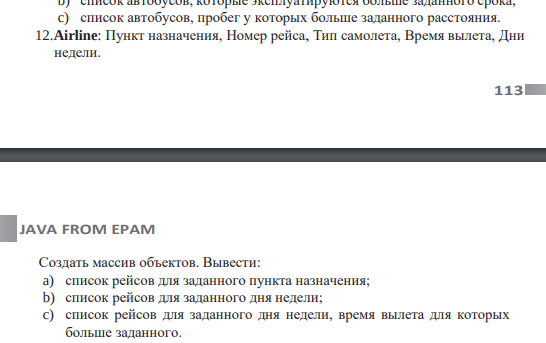 b) список автобусов, которые эксплуатируются больше заданного срока;
c) список автобусов, пробег у которых больше заданного расстояния.
12.Airline: Пункт назначения, Номер рейса, Тип самолета, Время вылета, Дни
недели.
113
JAVA FROM EPAM
Создать массив объектов. Вывести:
a) список рейсов для заданного пункта назначения;
b) список рейсов для заданного дня недели;
c) список рейсов для заданного дня недели, время вылета для которых
больше заданного.